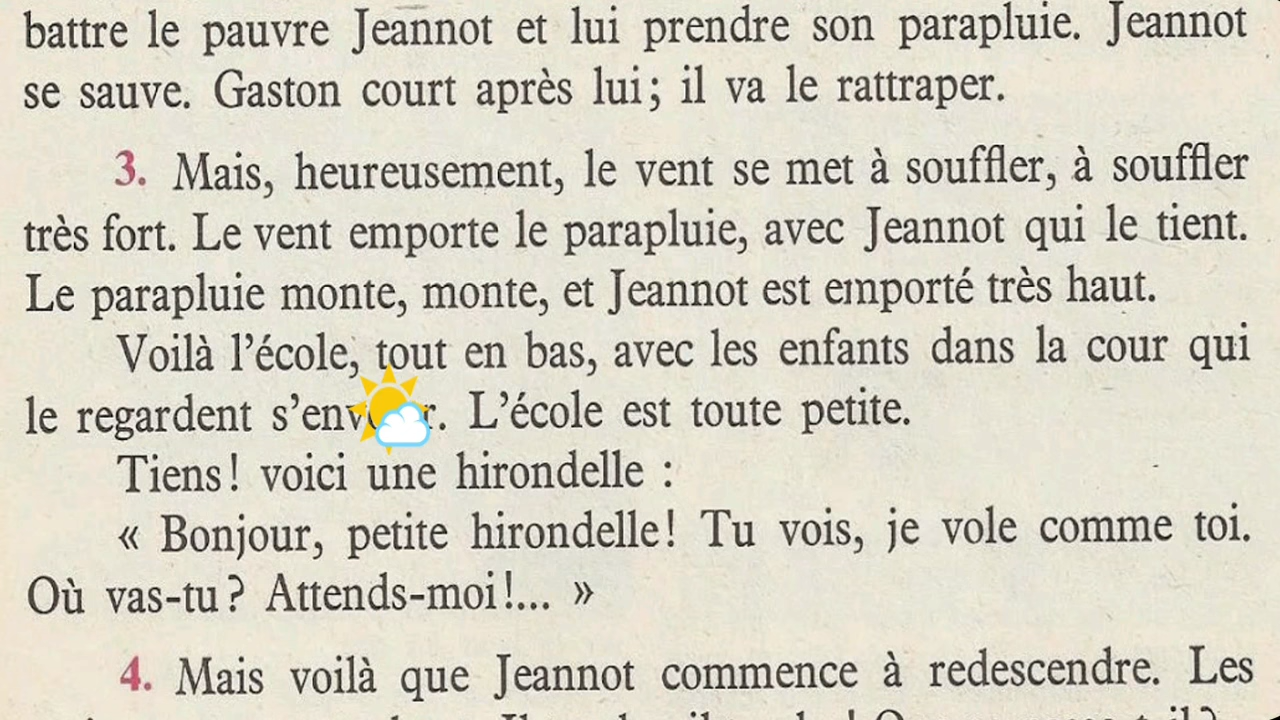 battre le pauvre Jeannot et lui prendre son parapluie. Jeannot
se sauve. Gaston court après lui; il va le rattraper.
3. Mais, heureusement, le vent se met à souffler, à souffler
très fort. Le vent emporte le parapluie, avec Jeannot qui le tient.
Le parapluie monte, monte, et Jeannot est emporté très haut.
Voilà l'école, tout en bas, avec les enfants dans la cour qui
le regardent L'école est toute petite.
Tiens! voici une hirondelle :
« Bonjour, petite hirondelle! Tu vois, je vole comme toi.
Où vas-tu? Attends-moi!... »
4. Mais voilà que Jeannot commence à redescendre. Les